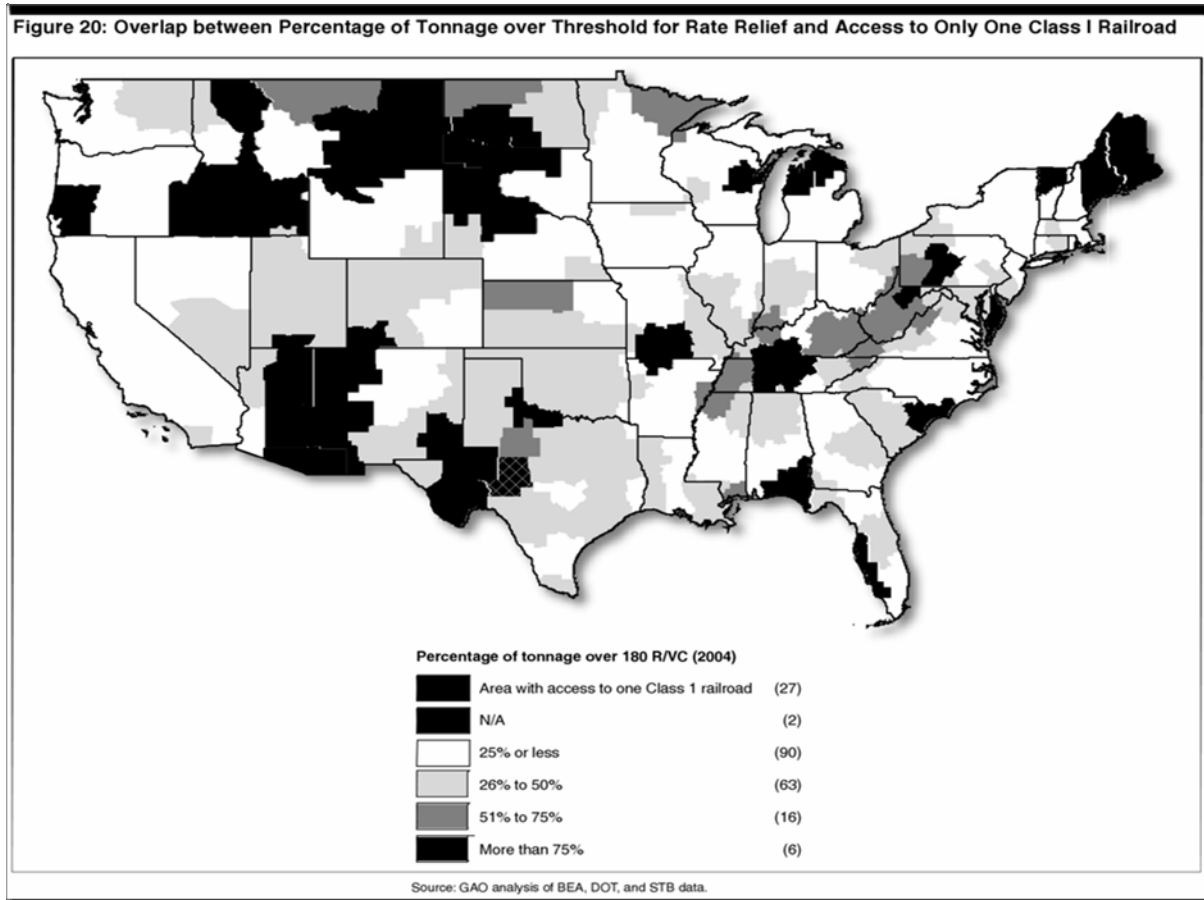 Figure 20: Overlap between Percentage of Tonnage over Threshold for Rate Relief and Access to Only One Class I Railroad
Percentage of tonnage over 180 R/VC (2004)
Area with access to one Class 1 railroad (27)
N/A (2)
25% or less (90)
26% to 50% (63)
51% to 75% (16)
More than 75% (6)
Source: GAO analysis of BEA, DOT, and STB data.